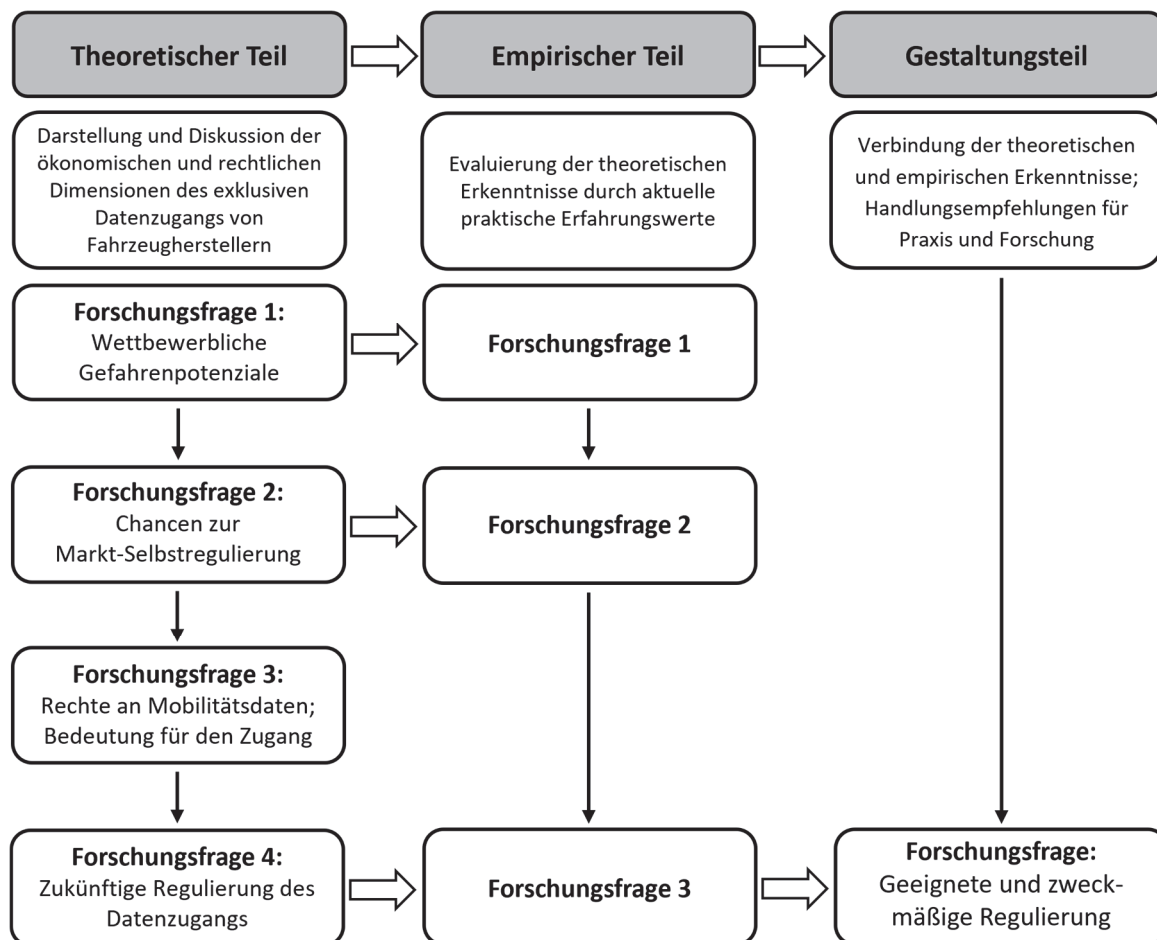 Theoretischer Teil
Empirischer Teil
Gestaltungsteil
Darstellung und Diskussion der
ökonomischen und rechtlichen
Dimensionen des exklusiven
Datenzugangs von
Fahrzeugherstellern
Evaluierung der theoretischen
Erkenntnisse durch aktuelle
praktische Erfahrungswerte
Verbindung der theoretischen
und empirischen Erkenntnisse;
Handlungsempfehlungen für
Praxis und Forschung
Forschungsfrage 1:
Wettbewerbliche
Gefahrenpotenziale
Forschungsfrage 1
Forschungsfrage 2:
Chancen zur
Markt-Selbstregulierung
Forschungsfrage 2
Forschungsfrage 3:
Rechte an Mobilitätsdaten;
Bedeutung für den Zugang
Forschungsfrage 4:
Zukünftige Regulierung des
Datenzugangs
Forschungsfrage 3
Forschungsfrage:
Geeignete und zweck-
mäßige Regulierung